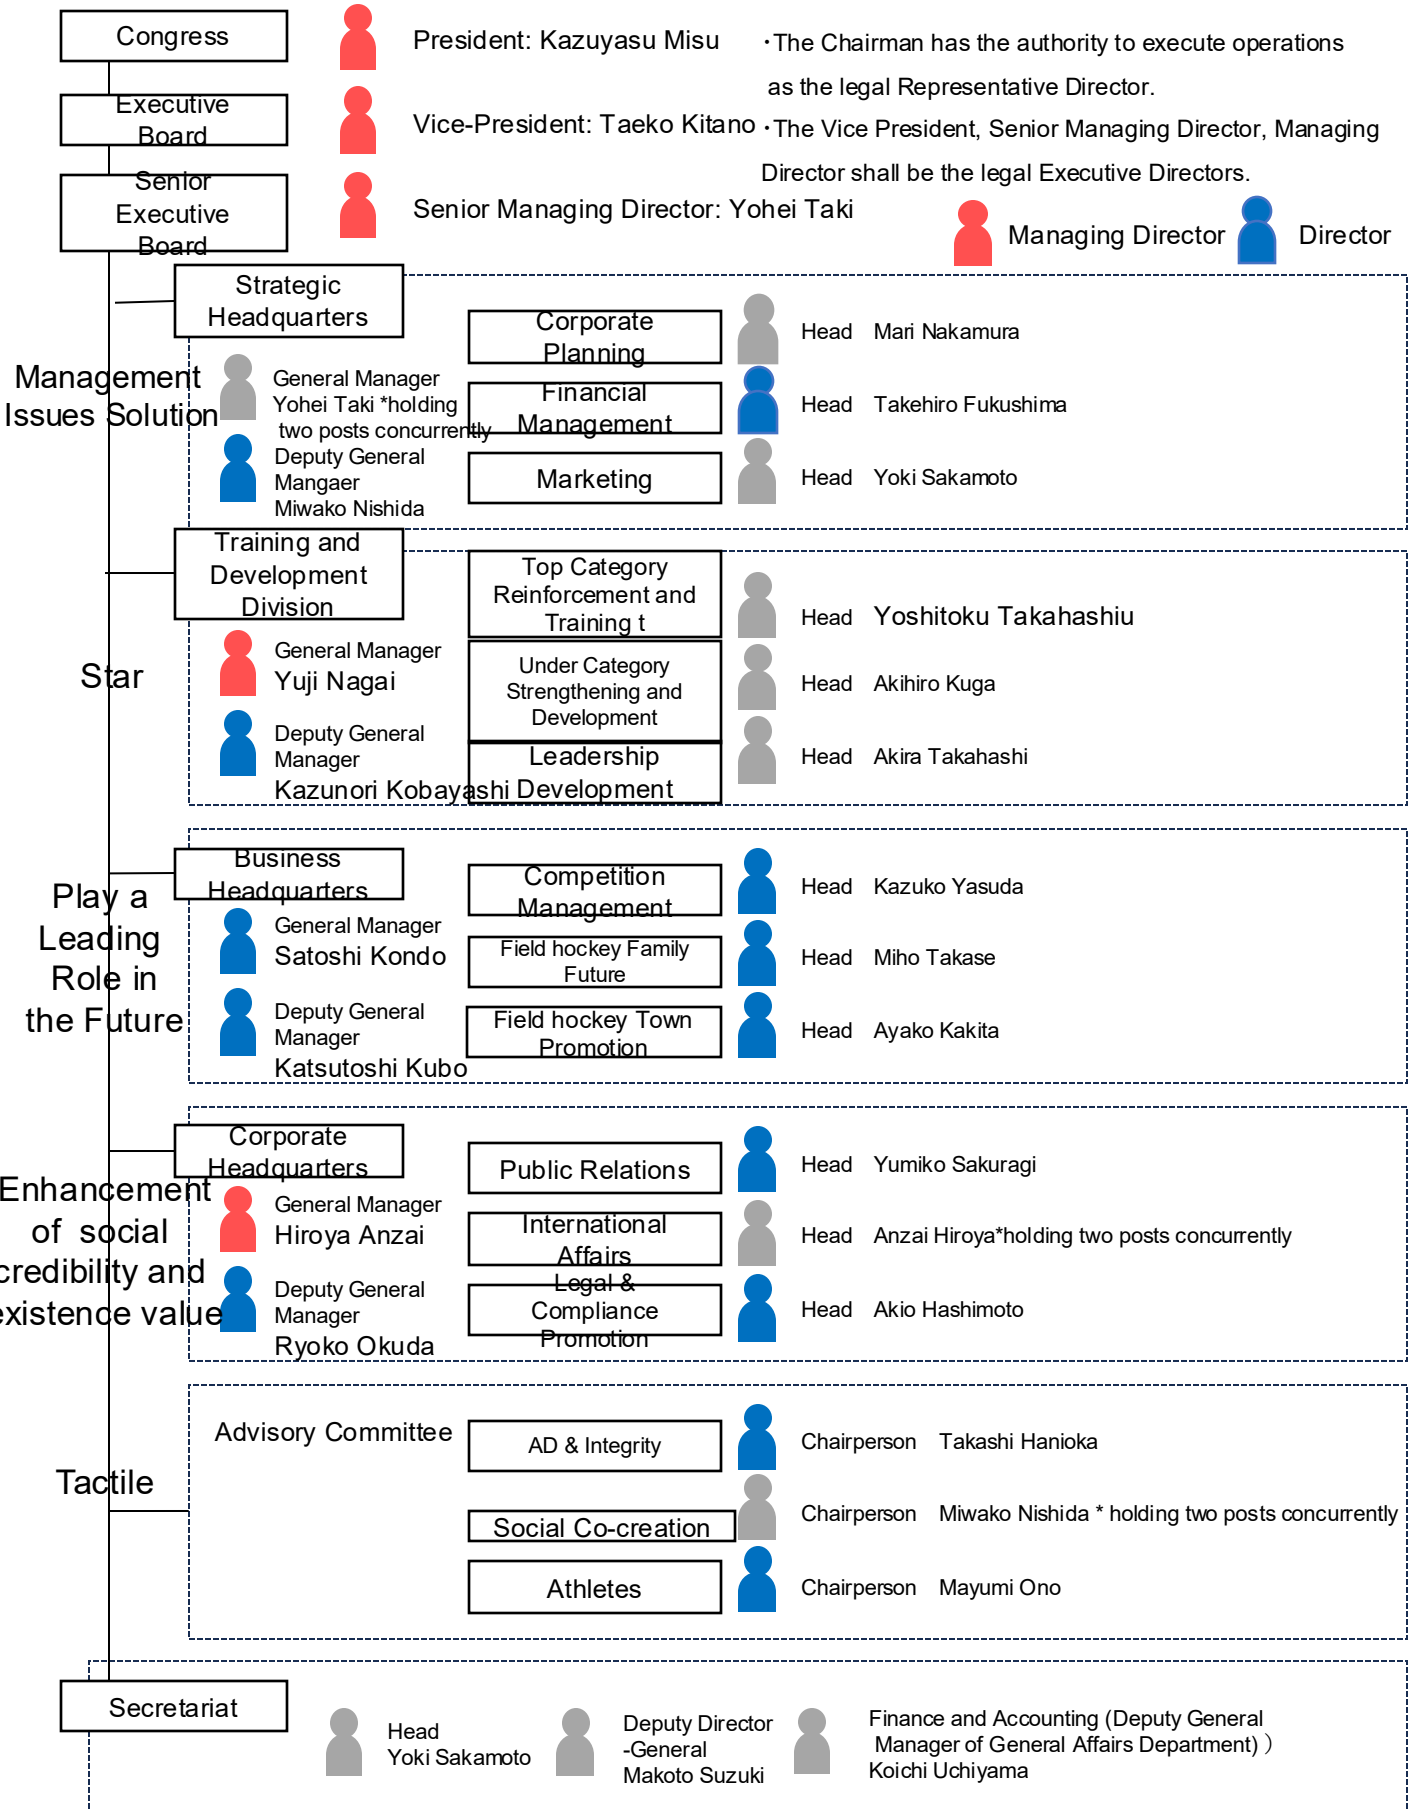 Congress
President: Kazuyasu Misu
・The Chairman has the authority to execute operations
as the legal Representative Director.
Executive
Board
Vice-President: Taeko Kitano
・The Vice President, Senior Managing Director, Managing
Director shall be the legal Executive Directors.
Senior
Executive
Board
Senior Managing Director: Yohei Taki
Managing Director
Director
Management
Issues Solution
Strategic
Headquarters
General Manager
Yohei Taki *holding
two posts concurrently
Deputy General
Mangaer
Miwako Nishida
Corporate
Planning
Head Mari Nakamura
Financial
Management
Head Takehiro Fukushima
Marketing
Head Yoki Sakamoto
Star
Training and
Development
Division
General Manager
Yuji Nagai
Deputy General
Manager
Kazunori Kobayashi
Top Category
Reinforcement and
Training t
Head Yoshitoku Takahashiu
Under Category
Strengthening and
Development
Head Akihiro Kuga
Leadership
Development
Head Akira Takahashi
Play a
Leading
Role in
the Future
Business
Headquarters
General Manager
Satoshi Kondo
Deputy General
Manager
Katsutoshi Kubo
Competition
Management
Head Kazuko Yasuda
Field hockey Family
Future
Head Miho Takase
Field hockey Town
Promotion
Head Ayako Kakita
Enhancement
of social
credibility and
existence value
Corporate
Headquarters
General Manager
Hiroya Anzai
Deputy General
Manager
Ryoko Okuda
Public Relations
Head Yumiko Sakuragi
International
Affairs
Head Anzai Hiroya*holding two posts concurrently
Legal &
Compliance
Promotion
Head Akio Hashimoto
Tactile
Advisory Committee
AD & Integrity
Chairperson Takashi Hanioka
Social Co-creation
Chairperson Miwako Nishida * holding two posts concurrently
Athletes
Chairperson Mayumi Ono
Secretariat
Head
Yoki Sakamoto
Deputy Director
-General
Makoto Suzuki
Finance and Accounting (Deputy General
Manager of General Affairs Department) ）
Koichi Uchiyama